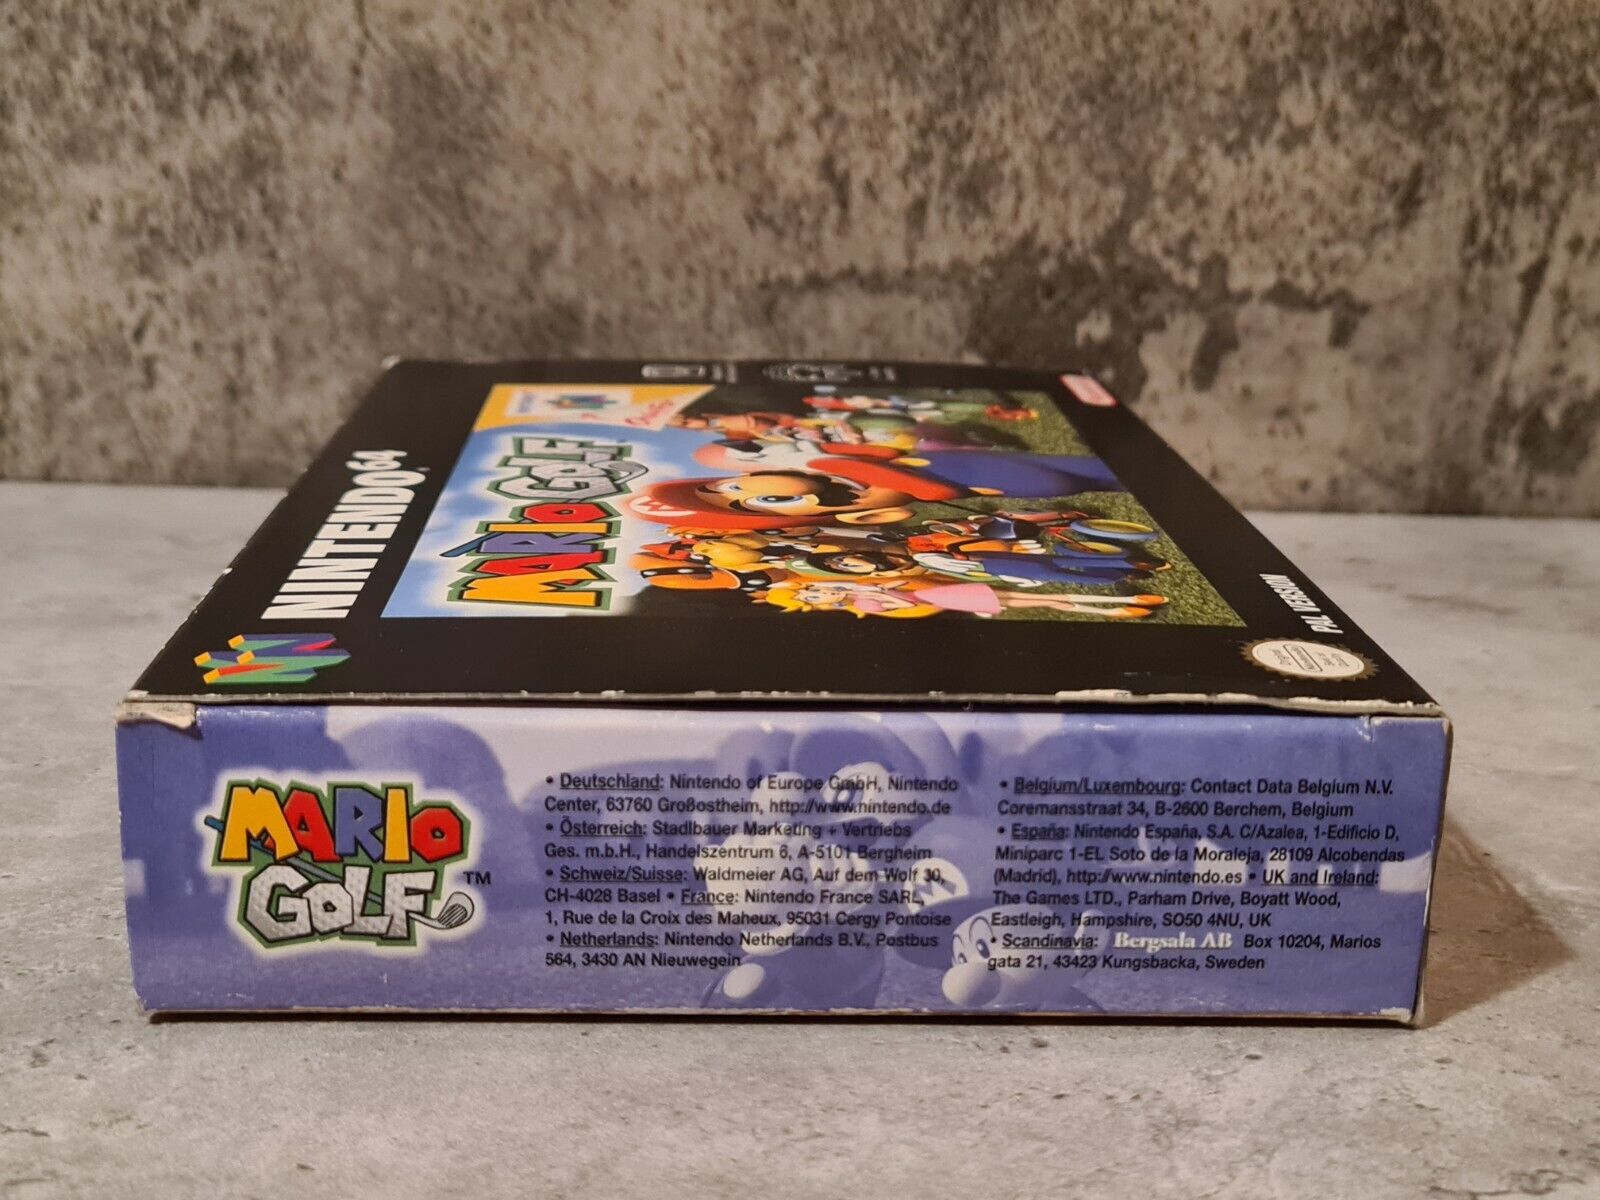 NINTENDO64
MARIO GOLF
PAL VERSION
Nintendo
MARIO
GOLF TM
• Deutschland: Nintendo of Europe GmbH, Nintendo
Center, 63760 Großostheim, http://www.nintendo.de
• Österreich: Stadlbauer Marketing + Vertriebs
Ges. m.b.H., Handelszentrum 6, A-5101 Bergheim
• Schweiz/Suisse: Waldmeier AG, Auf dem Wolf 30,
CH-4028 Basel • France: Nintendo France SARL,
1, Rue de la Croix des Maheux, 95031 Cergy Pontoise
• Netherlands: Nintendo Netherlands B.V., Postbus
564, 3430 AN Nieuwegein
• Belgium/Luxembourg: Contact Data Belgium N.V.
Coremansstraat 34, B-2600 Berchem, Belgium
• España: Nintendo España, S.A. C/Azalea, 1-Edificio D,
Miniparc 1-EL Soto de la Moraleja, 28109 Alcobendas
(Madrid), http://www.nintendo.es • UK and Ireland:
The Games LTD., Parham Drive, Boyatt Wood,
Eastleigh, Hampshire, SO50 4NU, UK
• Scandinavia: Bergsala AB Box 10204, Marios
gata 21, 43423 Kungsbacka, Sweden